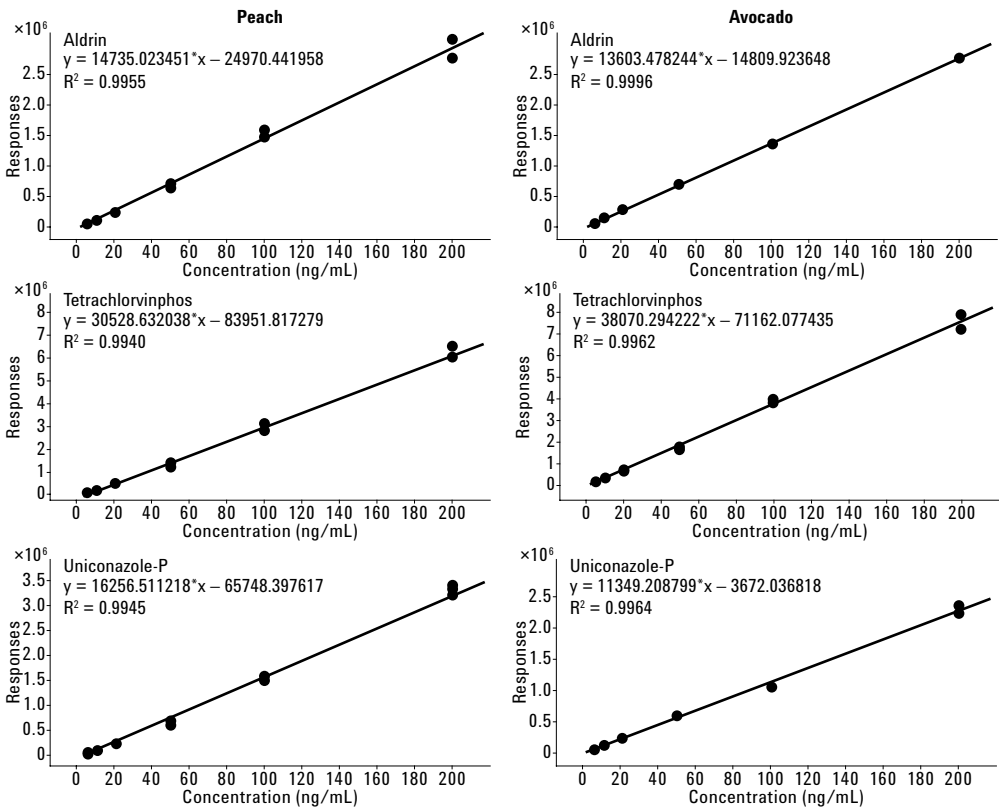 Peach
×10⁶
Aldrin
y = 14735.023451*x – 24970.441958
R² = 0.9955
Responses
2.5
2.0
1.5
1.0
0.5
0
0 20 40 60 80 100 120 140 160 180 200
Concentration (ng/mL)
Avocado
×10⁶
Aldrin
y = 13603.478244*x – 14809.923648
R² = 0.9996
Responses
2.5
2.0
1.5
1.0
0.5
0
0 20 40 60 80 100 120 140 160 180 200
Concentration (ng/mL)
×10⁶
Tetrachlorvinphos
y = 30528.632038*x – 83951.817279
R² = 0.9940
Responses
8
7
6
5
4
3
2
1
0
0 20 40 60 80 100 120 140 160 180 200
Concentration (ng/mL)
×10⁶
Tetrachlorvinphos
y = 38070.294222*x – 71162.077435
R² = 0.9962
Responses
8
7
6
5
4
3
2
1
0
0 20 40 60 80 100 120 140 160 180 200
Concentration (ng/mL)
×10⁶
Uniconazole-P
y = 16256.511218*x – 65748.397617
R² = 0.9945
Responses
3.5
3.0
2.5
2.0
1.5
1.0
0.5
0
0 20 40 60 80 100 120 140 160 180 200
Concentration (ng/mL)
×10⁶
Uniconazole-P
y = 11349.208799*x – 3672.036818
R² = 0.9964
Responses
2.5
2.0
1.5
1.0
0.5
0
0 20 40 60 80 100 120 140 160 180 200
Concentration (ng/mL)